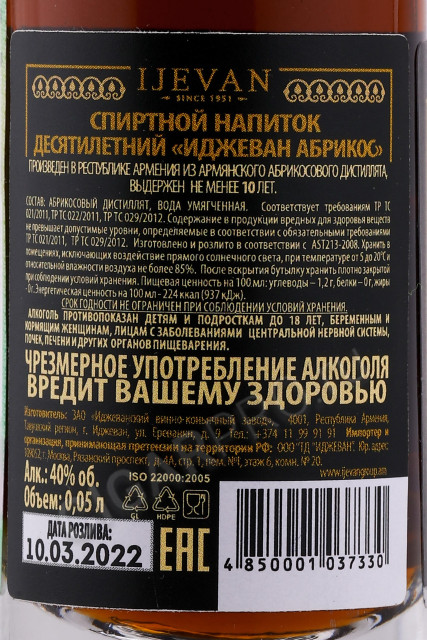 IJEVAN
SINCE 1951
СПИРТНОЙ НАПИТОК
ДЕСЯТИЛЕТНИЙ «ИДЖЕВАН АБРИКОС»
ПРОИЗВЕДЕН В РЕСПУБЛИКЕ АРМЕНИЯ ИЗ АРМЯНСКОГО АБРИКОСОВОГО ДИСТИЛЛЯТА,
ВЫДЕРЖЕН НЕ МЕНЕЕ 10 ЛЕТ.
СОСТАВ: АБРИКОСОВЫЙ ДИСТИЛЛЯТ, ВОДА УМЯГЧЕННАЯ. Соответствует требованиям ТР ТС
021/2011, ТР ТС 022/2011, ТР ТС 029/2012. Содержание в продукции вредных для здоровья веществ
не превышает допустимые уровни, определяемые в соответствии с обязательными требованиями
ТР ТС 021/2011, ТР ТС 029/2012. Изготовлено и розлито в соответствии с AST213-2008. Хранить в
помещениях, исключающих воздействие прямого солнечного света, при температуре от 5 до 20°С и
относительной влажности воздуха не более 85%. После вскрытия бутылку хранить плотно закрытой
при соблюдении условий хранения. Пищевая ценность на 100 мл: углеводы – 1,2 г, белки – 0г, жиры
- 0г. Энергетическая ценность на 100 мл - 224 ккал (937 кДж).
СРОК ГОДНОСТИ НЕ ОГРАНИЧЕН ПРИ СОБЛЮДЕНИИ УСЛОВИЙ ХРАНЕНИЯ.
АЛКОГОЛЬ ПРОТИВОПОКАЗАН ДЕТЯМ И ПОДРОСТКАМ ДО 18 ЛЕТ, БЕРЕМЕННЫМ И
КОРМЯЩИМ ЖЕНЩИНАМ, ЛИЦАМ С ЗАБОЛЕВАНИЯМИ ЦЕНТРАЛЬНОЙ НЕРВНОЙ СИСТЕМЫ,
ПОЧЕК, ПЕЧЕНИ И ДРУГИХ ОРГАНОВ ПИЩЕВАРЕНИЯ.
ЧРЕЗМЕРНОЕ УПОТРЕБЛЕНИЕ АЛКОГОЛЯ
ВРЕДИТ ВАШЕМУ ЗДОРОВЬЮ
Изготовитель: ЗАО «Иджеванский винно-коньячный завод», 4001, Республика Армения,
Тавушский регион, г. Иджеван, ул. Ереванян, д. 9. Тел.: +374 11 99 91 91 Импортер и
организация, принимающая претензии на территории РФ: ООО "ТД "ИДЖЕВАН". Юр. адрес:
109052, г. Москва, Рязанский проспект, д. 4А, стр. 1, пом. №1, этаж 6, комн. № 20.
www.ijevangroup.am
Алк.: 40% об.
Объем: 0,05 л
ISO 22000:2005
GL
HDPE
ДАТА РОЗЛИВА:
10.03.2022
EAC
4 850001 037330